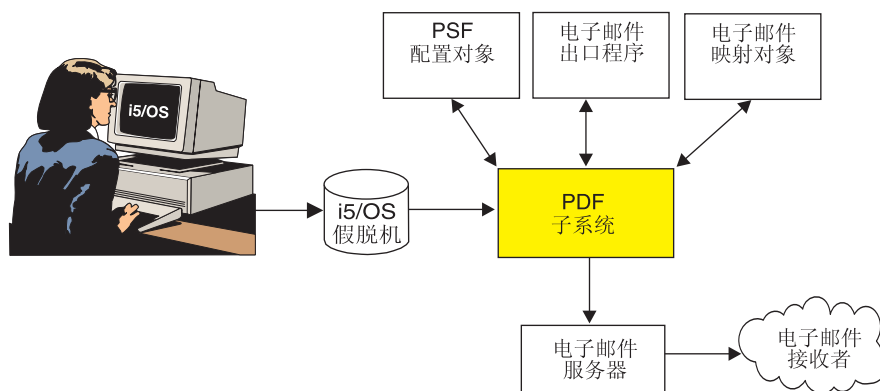 PSF
配置对象
电子邮件
出口程序
电子邮件
映射对象
i5/OS
i5/OS
假脱机
PDF
子系统
电子邮件
服务器
电子邮件
接收者